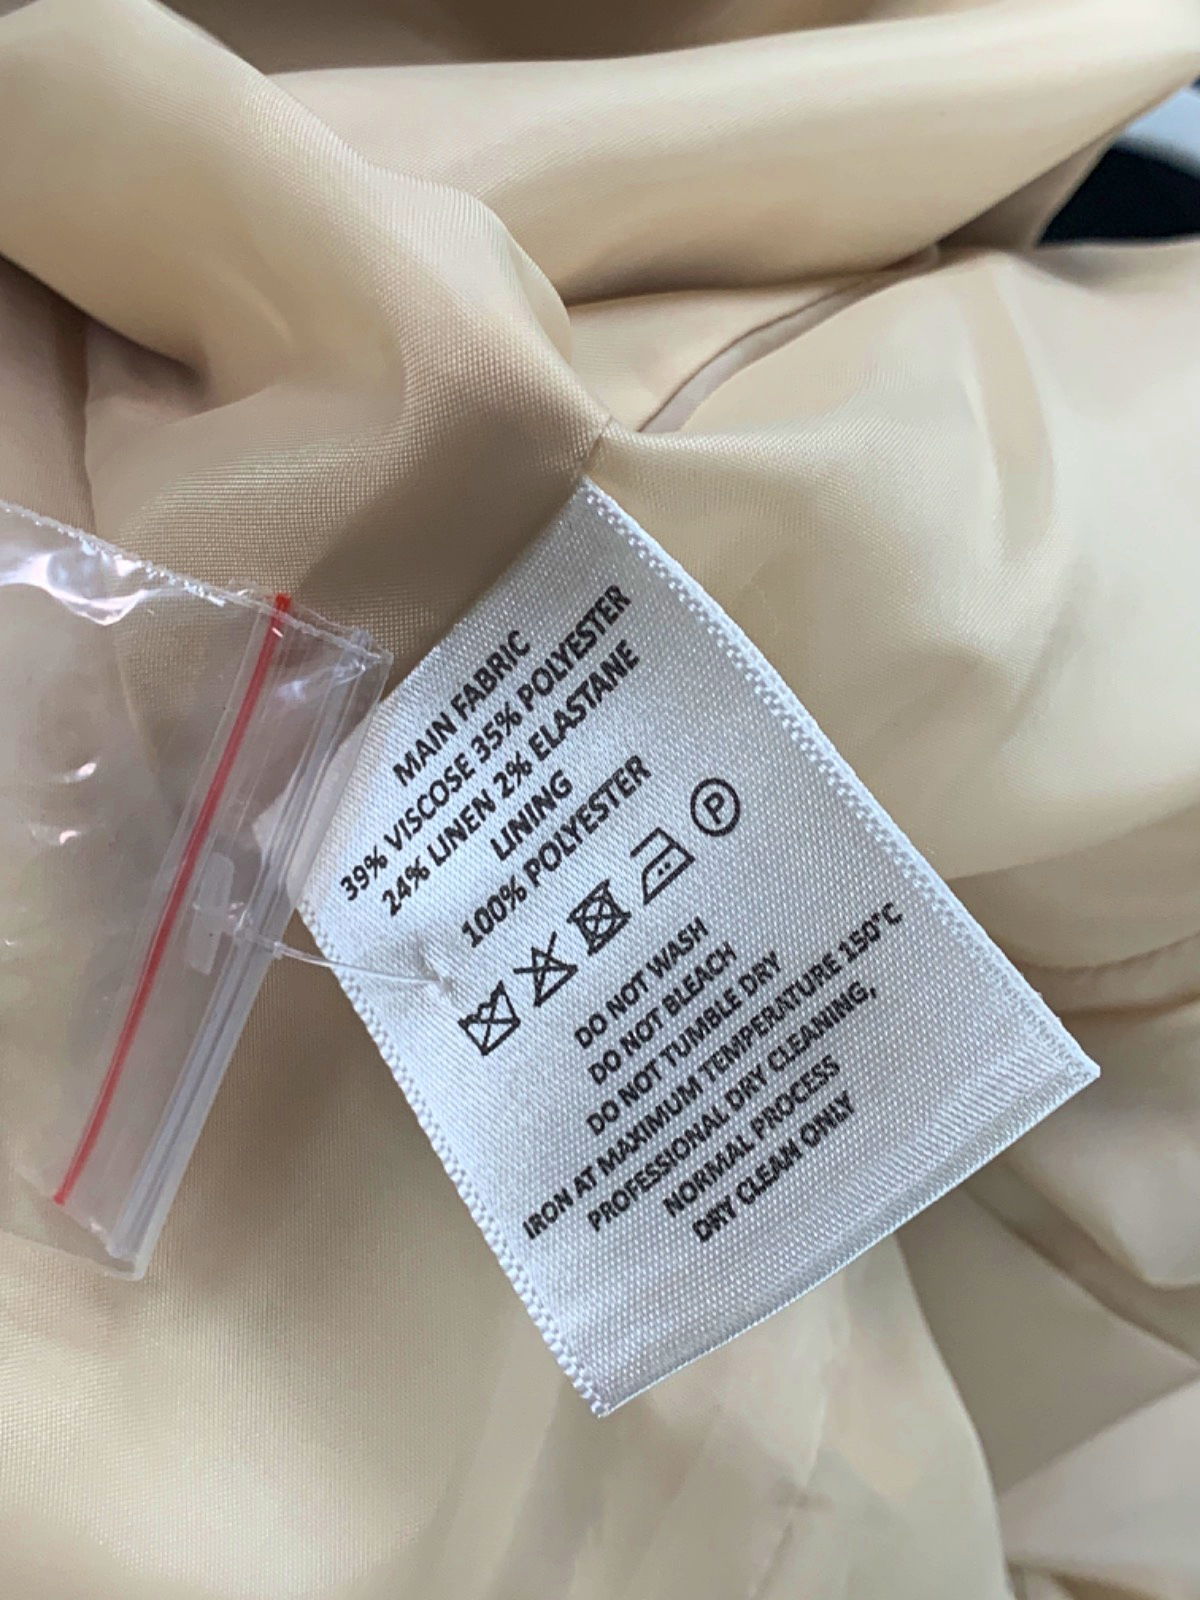 MAIN FABRIC
39% VISCOSE 35% POLYESTER
24% LINEN 2% ELASTANE
LINING
100% POLYESTER
P
DO NOT WASH
DO NOT BLEACH
DO NOT TUMBLE DRY
IRON AT MAXIMUM TEMPERATURE 150°C
PROFESSIONAL DRY CLEANING,
NORMAL PROCESS
DRY CLEAN ONLY